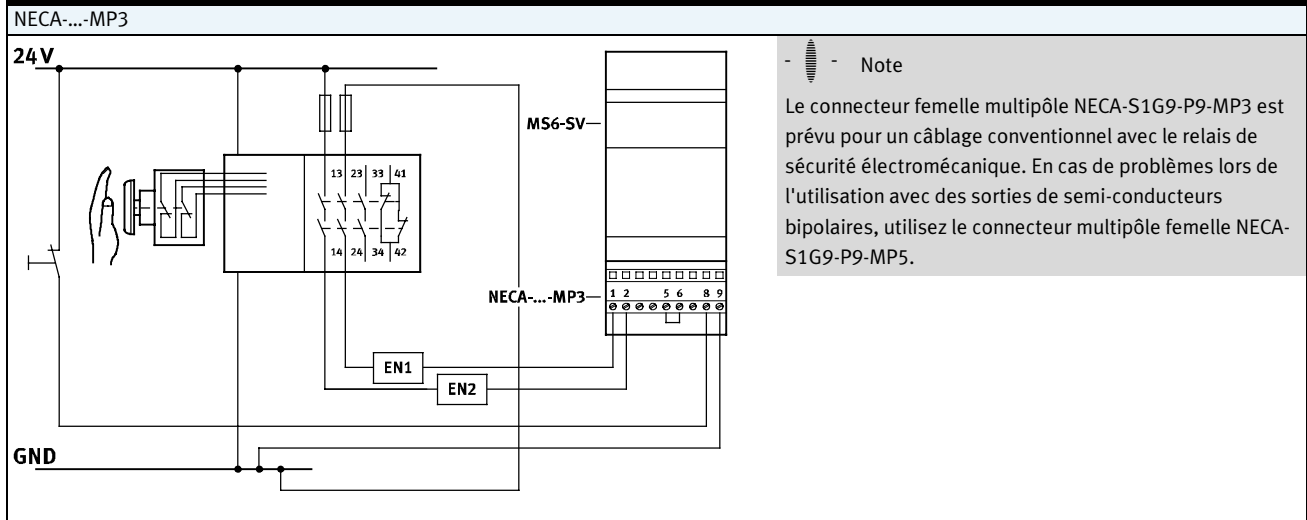 NECA-...-MP3
24V
MS6-SV
13 23 33 41
14 24 34 42
NECA-...-MP3
1 2 5 6 8 9
EN1
EN2
GND
- - Note
Le connecteur femelle multipôle NECA-S1G9-P9-MP3 est
prévu pour un câblage conventionnel avec le relais de
sécurité électromécanique. En cas de problèmes lors de
l'utilisation avec des sorties de semi-conducteurs
bipolaires, utilisez le connecteur multipôle femelle NECA-
S1G9-P9-MP5.